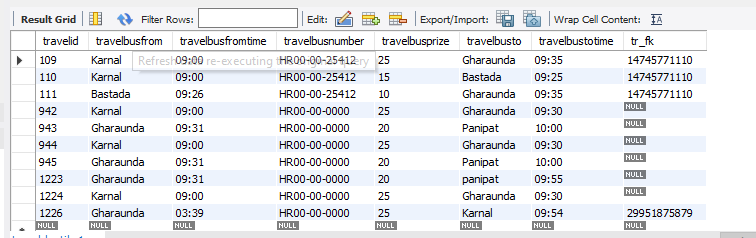 Result Grid Filter Rows: Edit: Export/Import: Wrap Cell Content: IA
travelid travelbusfrom travelbusfromtime travelbusnumber travelbusprize travelbusto travelbustotime tr_fk
109 Karnal 09:00 HR00-00-25412 25 Gharaunda 09:35 14745771110
Refresh re-executing query
110 Karnal 09:00 HR00-00-25412 15 Bastada 09:25 14745771110
111 Bastada 09:26 HR00-00-25412 10 Gharaunda 09:35 14745771110
942 Karnal 09:00 HR00-00-0000 25 Gharaunda 09:30 NULL
943 Gharaunda 09:31 HR00-00-0000 20 Panipat 10:00 NULL
944 Karnal 09:00 HR00-00-0000 25 Gharaunda 09:30 NULL
945 Gharaunda 09:31 HR00-00-0000 20 Panipat 10:00 NULL
1223 Gharaunda 09:31 HR00-00-0000 20 panipat 09:55 NULL
1224 Karnal 09:00 HR00-00-0000 25 Gharaunda 09:30 NULL
1226 Gharaunda 03:39 HR00-00-0000 25 Karnal 09:54 29951875879
NULL NULL NULL NULL NULL NULL NULL NULL